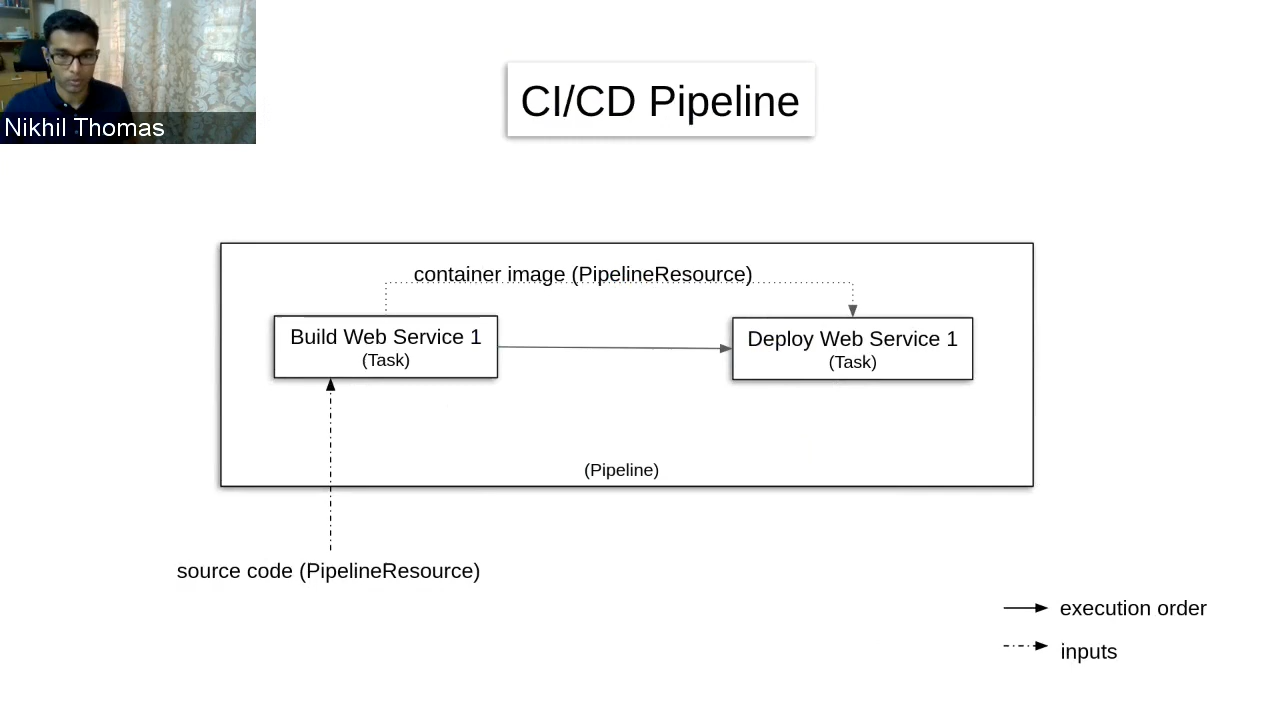 Nikhil Thomas
CI/CD Pipeline
container image (PipelineResource)
Build Web Service 1
(Task)
Deploy Web Service 1
(Task)
(Pipeline)
source code (PipelineResource)
execution order
inputs